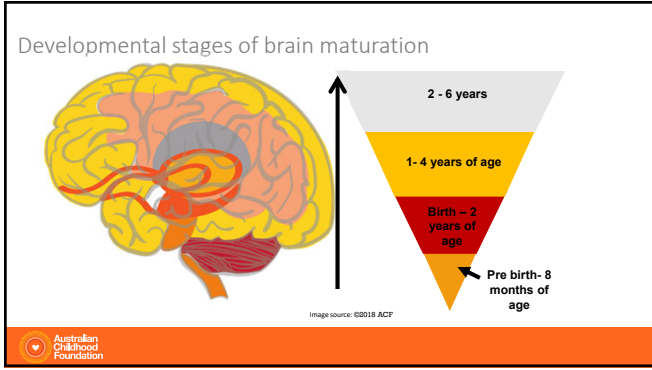 Developmental stages of brain maturation
2 - 6 years
1- 4 years of age
Birth – 2
years of
age
Pre birth- 8
months of
age
Image source: ©2018 ACF
Australian
Childhood
Foundation